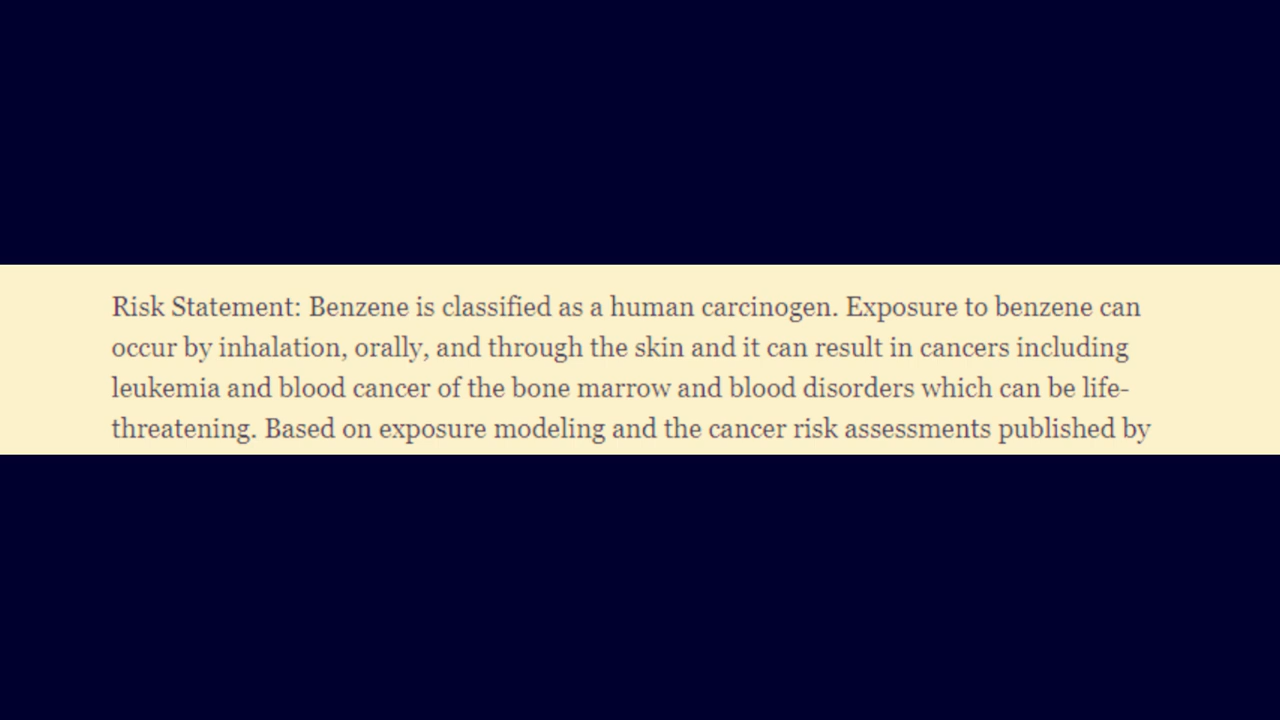 Risk Statement: Benzene is classified as a human carcinogen. Exposure to benzene can
occur by inhalation, orally, and through the skin and it can result in cancers including
leukemia and blood cancer of the bone marrow and blood disorders which can be life-
threatening. Based on exposure modeling and the cancer risk assessments published by